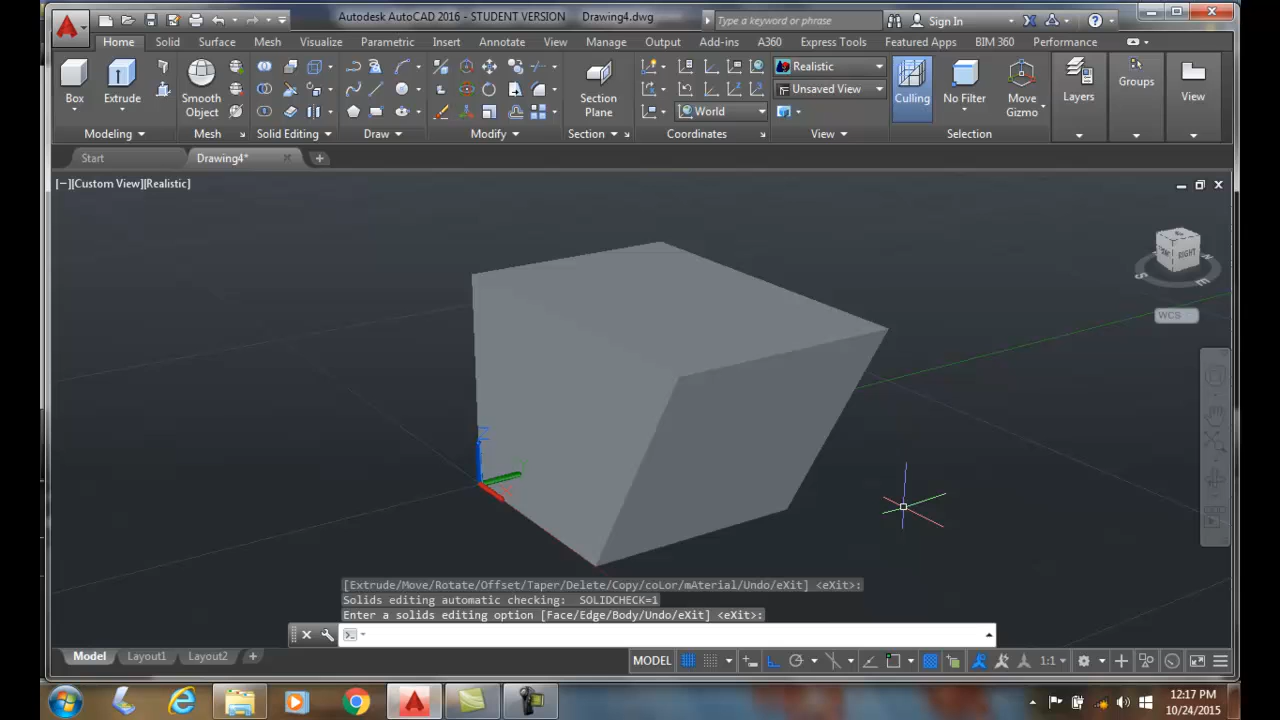 Autodesk AutoCAD 2016 - STUDENT VERSION Drawing4.dwg
Type a keyword or phrase
Sign In
Home Solid Surface Mesh Visualize Parametric Insert Annotate View Manage Output Add-ins A360 Express Tools Featured Apps BIM 360 Performance
Realistic
Unsaved View
World
Box
Extrude
Smooth
Object
Section
Plane
Culling
No Filter
Move
Gizmo
Layers
Groups
View
Modeling Mesh Solid Editing Draw Modify Section Coordinates View Selection
Start
Drawing4*
[−][Custom View][Realistic]
RIGHT
S
WCS
[Extrude/Move/Rotate/Offset/Taper/Delete/Copy/coLor/mAterial/Undo/eXit] <eXit>:
Solids editing automatic checking:  SOLIDCHECK=1
Enter a solids editing option [Face/Edge/Body/Undo/eXit] <eXit>:
Model Layout1 Layout2
MODEL
1:1
12:17 PM
10/24/2015